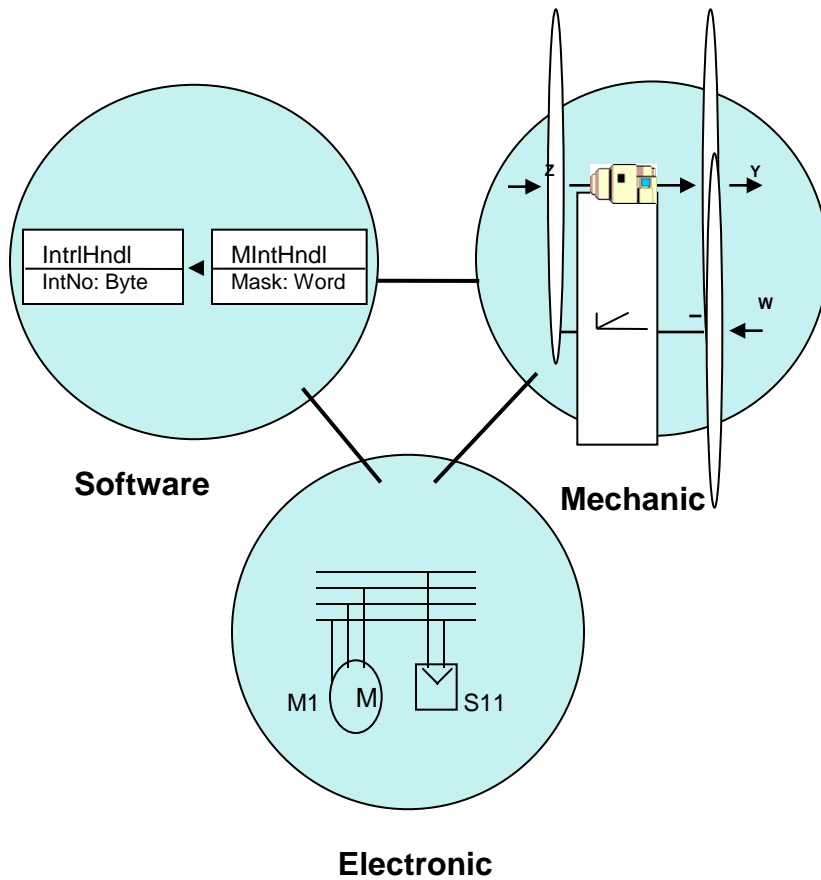 IntrlHndl
IntNo: Byte
MIntHndl
Mask: Word
Software
Z
Y
–
W
Mechanic
M1
M
S11
Electronic